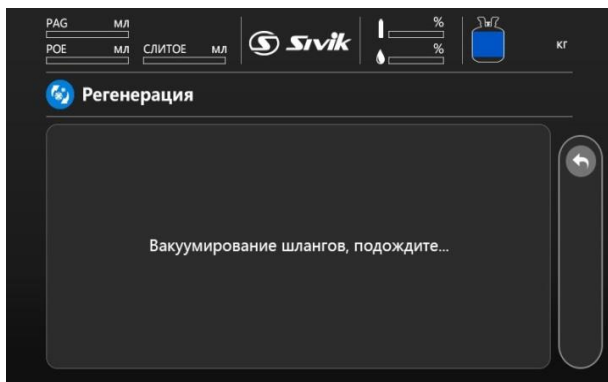 PAG мл
POE мл СЛИТОЕ мл
Sivik
%
%
кг
Регенерация
Вакуумирование шлангов, подождите...